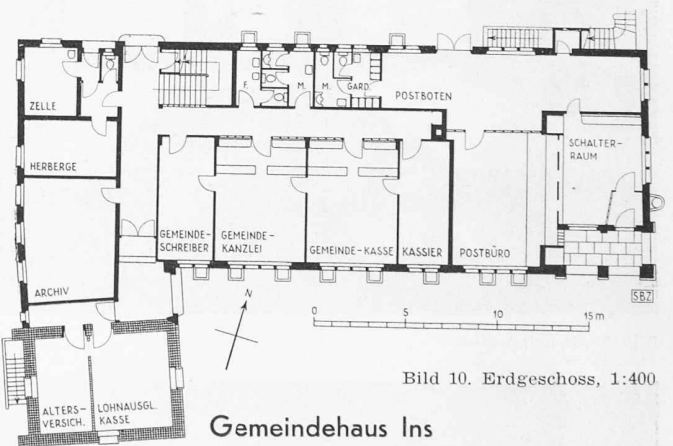 ZELLE
F.
M.
M.
GARD.
POSTBOTEN
HERBERGE
SCHALTER-
RAUM
GEMEINDE-
SCHREIBER
GEMEINDE-
KANZLEI
GEMEINDE-KASSE
KASSIER
POSTBÜRO
ARCHIV
SBZ
N
0 5 10 15 m
ALTERS-
VERSICH.
LOHNAUSGL.
KASSE
Bild 10. Erdgeschoss, 1:400
Gemeindehaus Ins